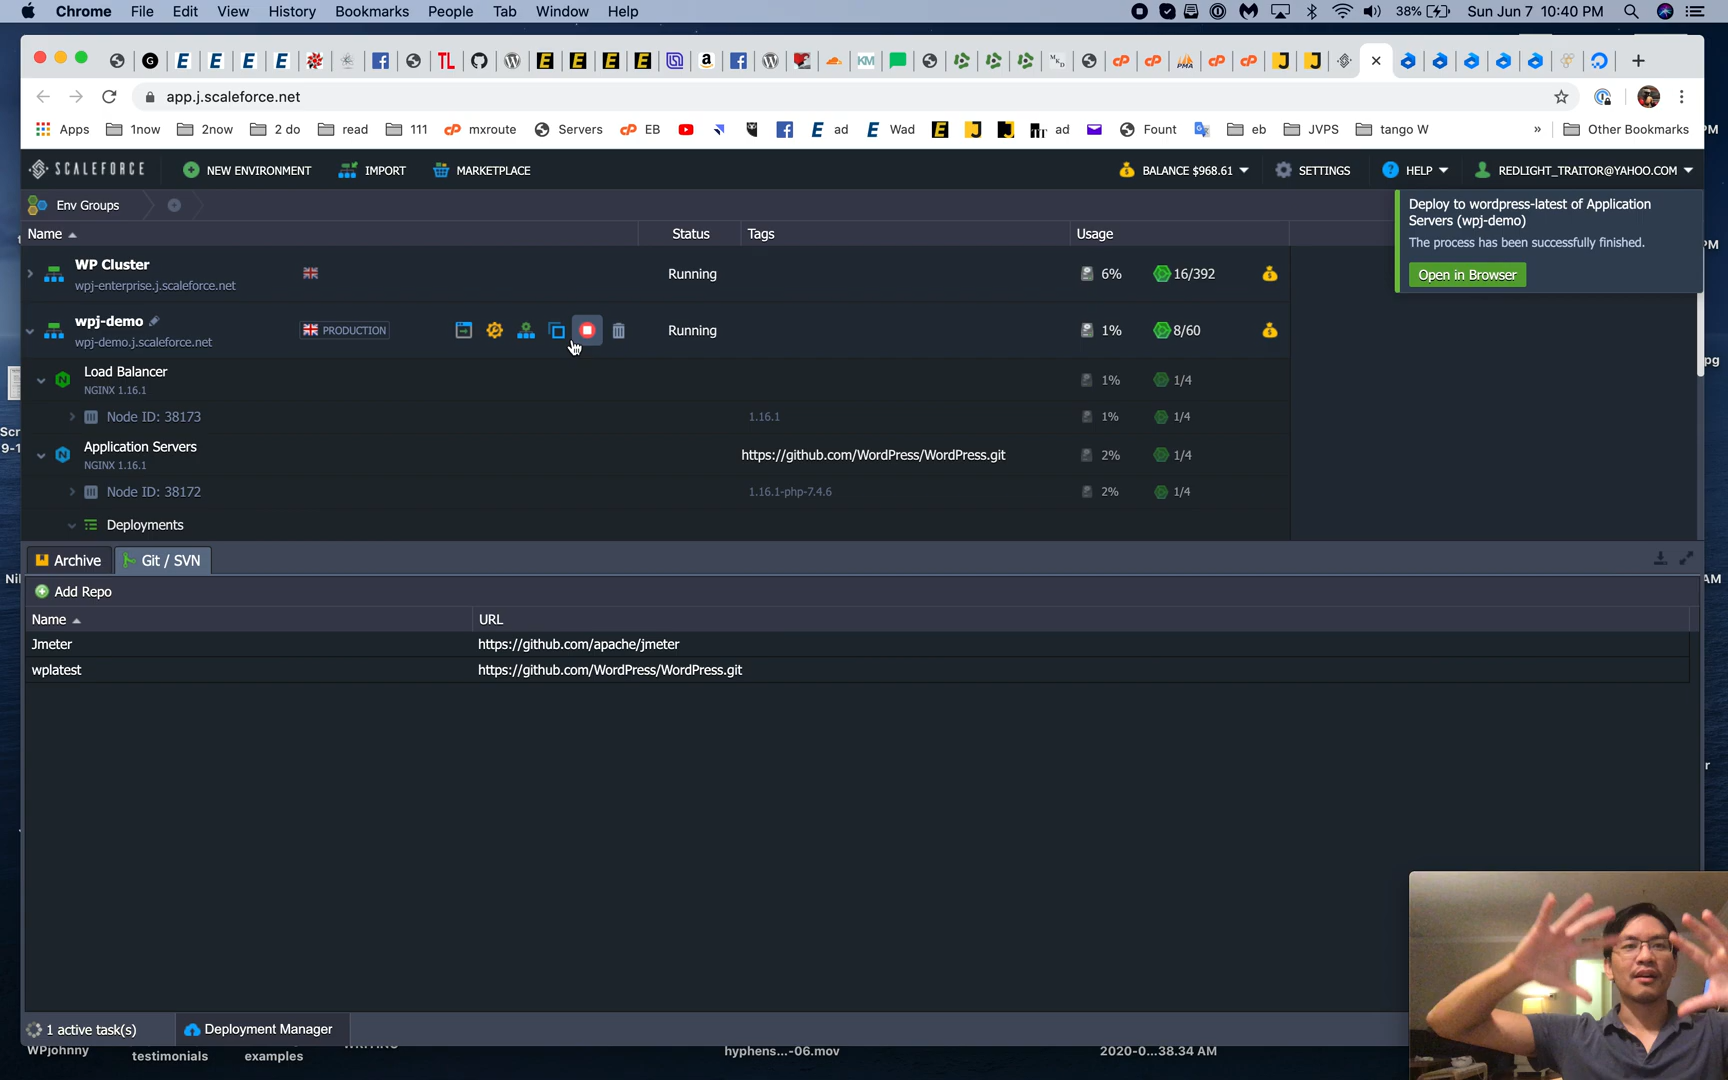 Chrome File Edit View History Bookmarks People Tab Window Help 38% Sun Jun 7 10:40 PM
app.j.scaleforce.net
Apps 1now 2now 2 do read 111 mxroute Servers EB ad Wad ad Fount eb JVPS tango W » Other Bookmarks
SCALEFORCE NEW ENVIRONMENT IMPORT MARKETPLACE BALANCE $968.61 SETTINGS HELP REDLIGHT_TRAITOR@YAHOO.COM
Env Groups
Deploy to wordpress-latest of Application
Servers (wpj-demo)
The process has been successfully finished.
Open in Browser
Name Status Tags Usage
WP Cluster
wpj-enterprise.j.scaleforce.net
Running 6% 16/392
wpj-demo
wpj-demo.j.scaleforce.net
PRODUCTION Running 1% 8/60
Load Balancer
NGINX 1.16.1
1% 1/4
Node ID: 38173 1.16.1 1% 1/4
Application Servers
NGINX 1.16.1
https://github.com/WordPress/WordPress.git 2% 1/4
Node ID: 38172 1.16.1-php-7.4.6 2% 1/4
Deployments
Archive Git / SVN
Add Repo
Name URL
Jmeter https://github.com/apache/jmeter
wplatest https://github.com/WordPress/WordPress.git
1 active task(s) Deployment Manager
WPjohnny testimonials examples hyphens...-06.mov 2020-0...38.34 AM